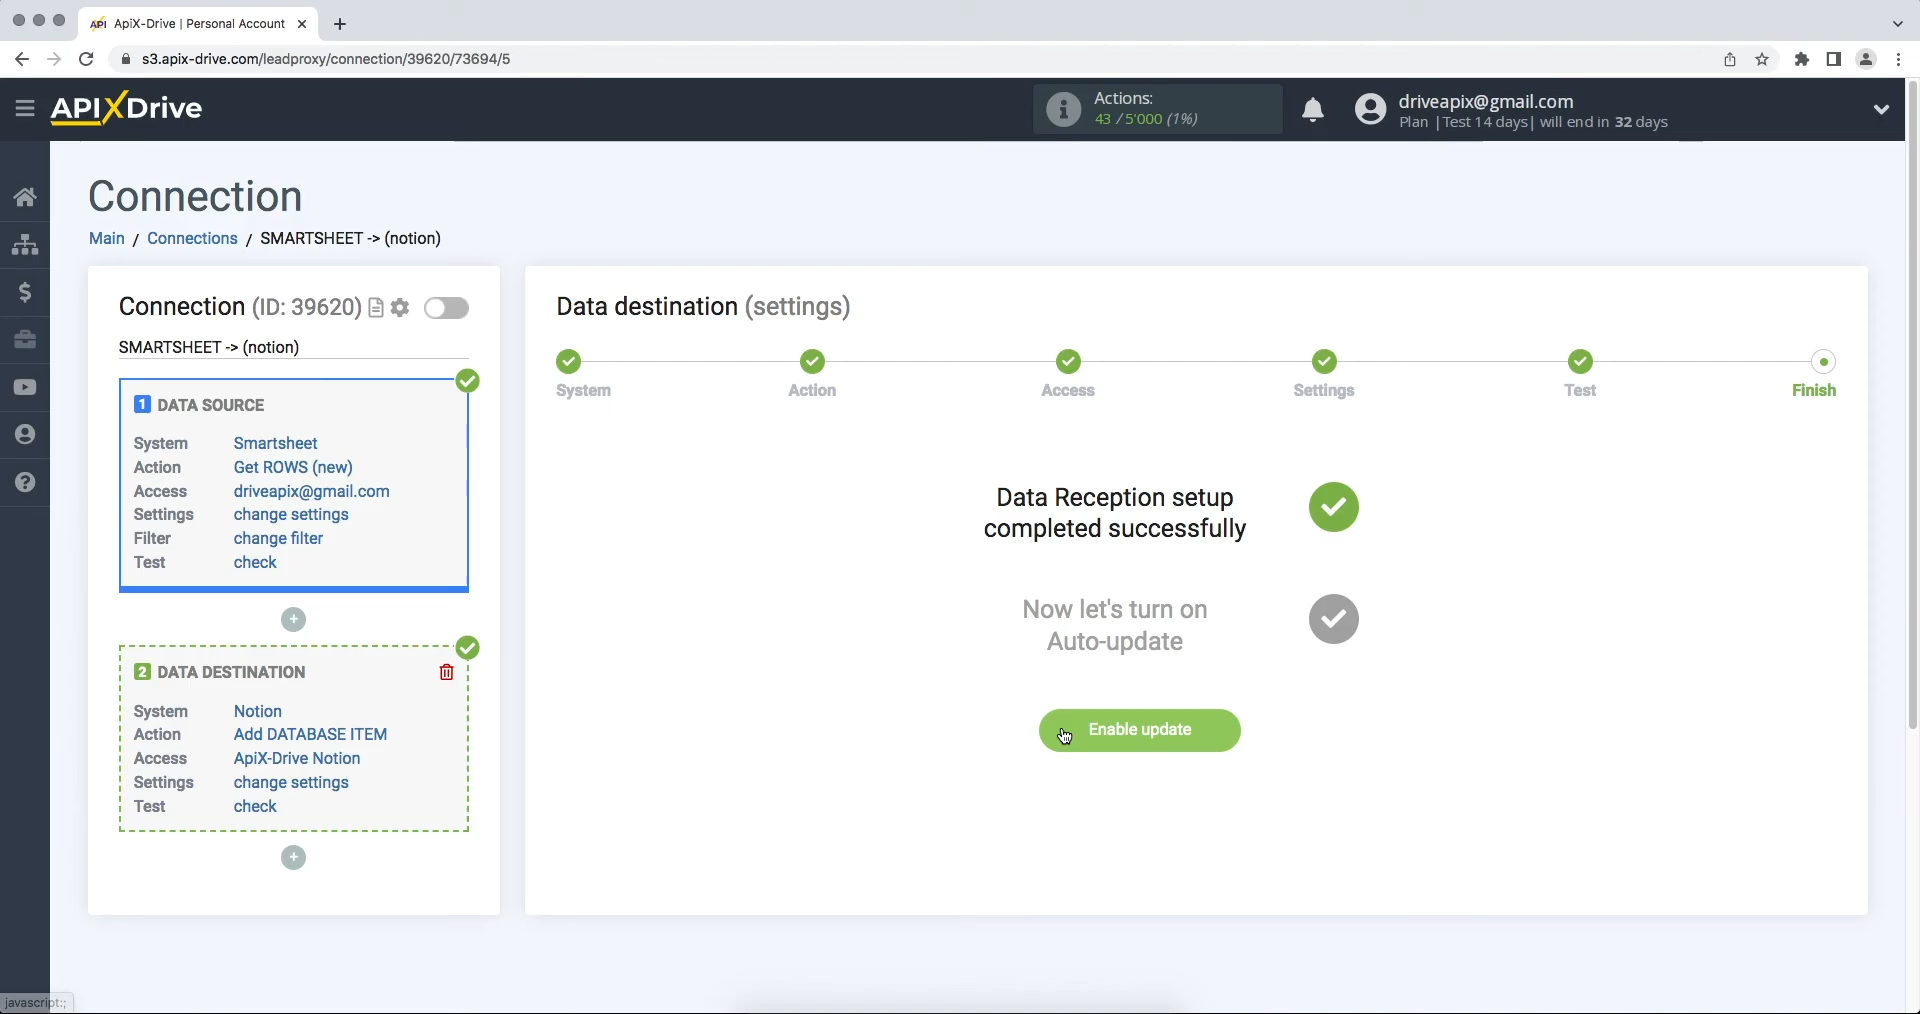 API ApiX-Drive | Personal Account
s3.apix-drive.com/leadproxy/connection/39620/73694/5
APIXDrive
Actions:
43 / 5'000 (1%)
driveapix@gmail.com
Plan |Test 14 days| will end in 32 days
Connection
Main / Connections / SMARTSHEET -> (notion)
Connection (ID: 39620)
SMARTSHEET -> (notion)
1 DATA SOURCE
System Smartsheet
Action Get ROWS (new)
Access driveapix@gmail.com
Settings change settings
Filter change filter
Test check
2 DATA DESTINATION
System Notion
Action Add DATABASE ITEM
Access ApiX-Drive Notion
Settings change settings
Test check
Data destination (settings)
System Action Access Settings Test Finish
Data Reception setup
completed successfully
Now let's turn on
Auto-update
Enable update
javascript:;